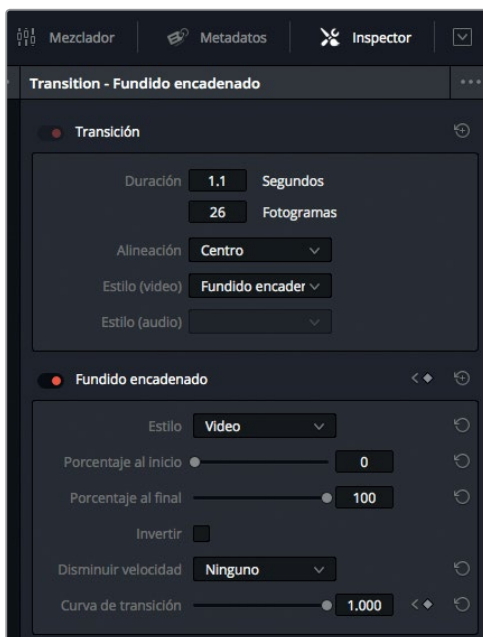 Mezclador Metadatos Inspector
Transition - Fundido encadenado
Transición
Duración 1.1 Segundos
26 Fotogramas
Alineación Centro
Estilo (video) Fundido encader
Estilo (audio)
Fundido encadenado
Estilo Video
Porcentaje al inicio 0
Porcentaje al final 100
Invertir
Disminuir velocidad Ninguno
Curva de transición 1.000